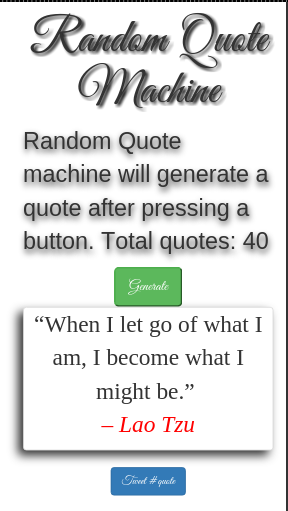 Random Quote
Machine
Random Quote
machine will generate a
quote after pressing a
button. Total quotes: 40
Generate
“When I let go of what I
am, I become what I
might be.”
– Lao Tzu
Tweet # quote